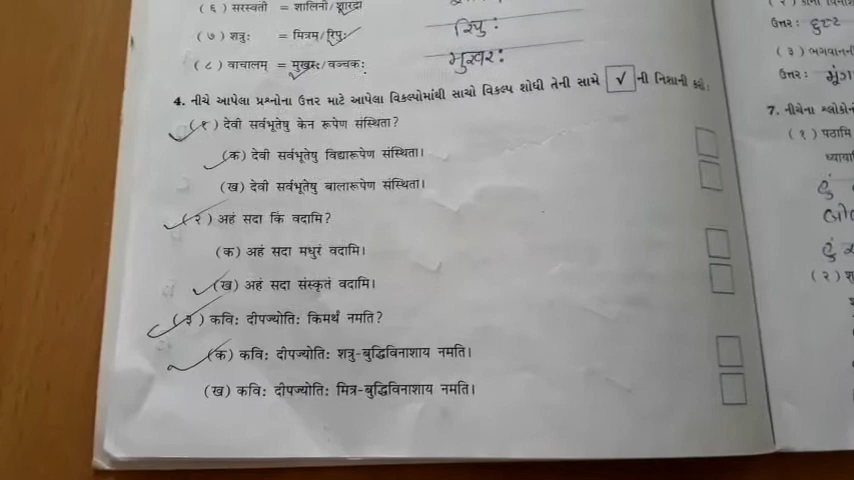 (६) सरस्वती = शालिनी/शारदा
(७) शत्रुः = मित्रम्/रिपुः रिपुः
(८) वाचालम् = मुखरः/वञ्चकः मुखरः
4. નીચે આપેલા પ્રશ્નોના ઉત્તર માટે આપેલા વિકલ્પોમાંથી સાચો વિકલ્પ શોધી તેની સામે √ ની નિશાની કરો :
(१) देवी सर्वभूतेषु केन रूपेण संस्थिता?
(क) देवी सर्वभूतेषु विद्यारूपेण संस्थिता।
(ख) देवी सर्वभूतेषु बालारूपेण संस्थिता।
(२) अहं सदा किं वदामि?
(क) अहं सदा मधुरं वदामि।
(ख) अहं सदा संस्कृतं वदामि।
(३) कविः दीपज्योतिः किमर्थं नमति?
(क) कविः दीपज्योतिः शत्रु-बुद्धिविनाशाय नमति।
(ख) कविः दीपज्योतिः मित्र-बुद्धिविनाशाय नमति।
ઉત્તર: દુષ્ટ
(૩) ભગવાનની
ઉત્તર:
7. નીચેના શ્લોકોનો
(१) पठामि
હું
(२)